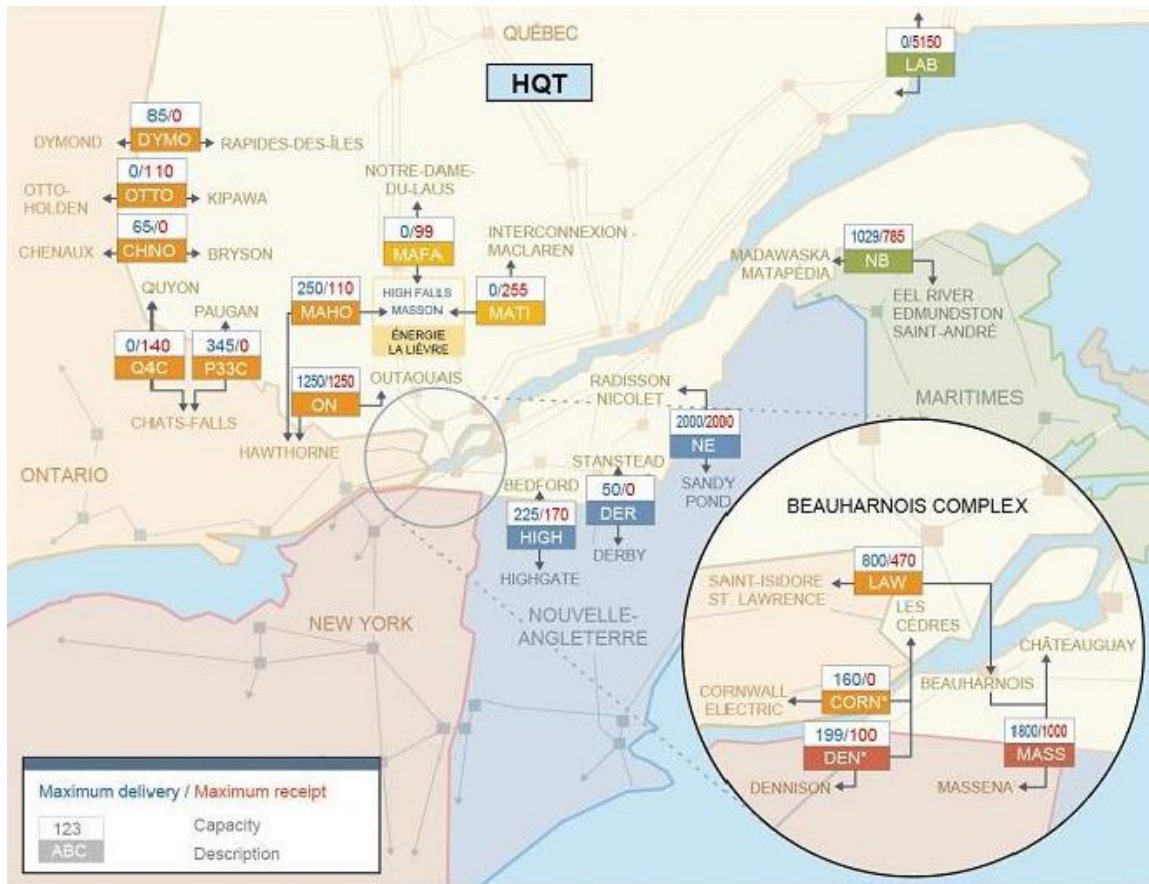 QUÉBEC
HQT
0/5150
LAB
85/0
DYMO
DYMOND
RAPIDES-DES-ÎLES
0/110
OTTO
OTTO-
HOLDEN
KIPAWA
65/0
CHNO
CHENAUX
BRYSON
NOTRE-DAME-
DU-LAUS
0/99
MAFA
INTERCONNEXION -
MACLAREN
0/255
MATI
250/110
MAHO
HIGH FALLS
MASSON
ÉNERGIE
LA LIÈVRE
QUYON
PAUGAN
0/140
Q4C
345/0
P33C
CHATS-FALLS
1250/1250
ON
OUTAOUAIS
HAWTHORNE
ONTARIO
1029/785
NB
MADAWASKA
MATAPÉDIA
EEL RIVER
EDMUNDSTON
SAINT-ANDRÉ
MARITIMES
RADISSON
NICOLET
2000/2000
NE
SANDY
POND
STANSTEAD
50/0
DER
DERBY
BEDFORD
225/170
HIGH
HIGHGATE
NEW YORK
NOUVELLE-
ANGLETERRE
BEAUHARNOIS COMPLEX
800/470
LAW
SAINT-ISIDORE
ST. LAWRENCE
LES
CÈDRES
CHÂTEAUGUAY
BEAUHARNOIS
160/0
CORN*
CORNWALL
ELECTRIC
199/100
DEN*
DENNISON
1800/1000
MASS
MASSENA
Maximum delivery / Maximum receipt
123
Capacity
ABC
Description